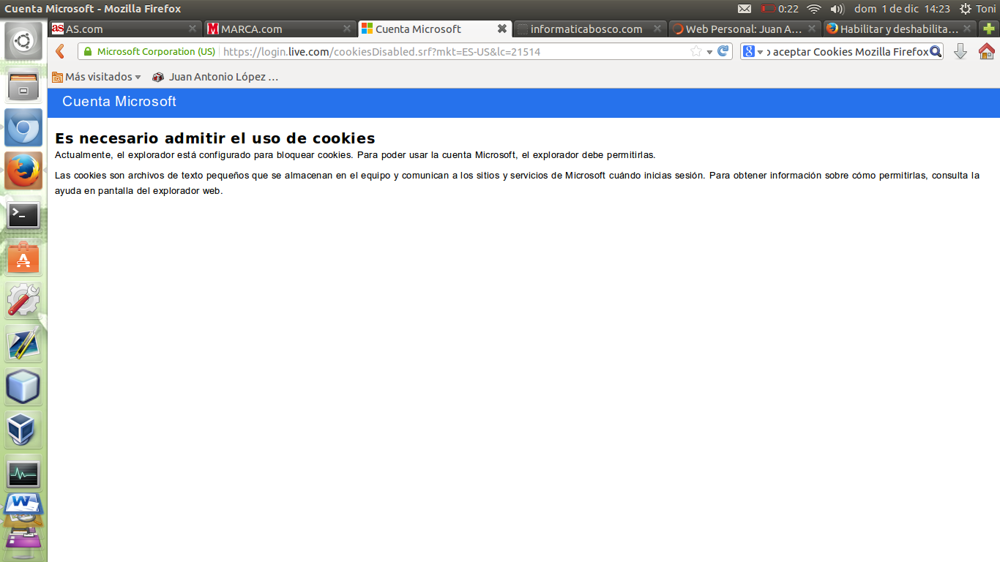 Cuenta Microsoft - Mozilla Firefox
0:22
dom 1 de dic 14:23
Toni
as AS.com
M MARCA.com
Cuenta Microsoft
informaticabosco.com
Web Personal: Juan A...
Habilitar y deshabilita...
Microsoft Corporation (US)
https://login.live.com/cookiesDisabled.srf?mkt=ES-US&lc=21514
8
aceptar Cookies Mozilla Firefox
Más visitados
Juan Antonio López ...
Cuenta Microsoft
Es necesario admitir el uso de cookies
Actualmente, el explorador está configurado para bloquear cookies. Para poder usar la cuenta Microsoft, el explorador debe permitirlas.
Las cookies son archivos de texto pequeños que se almacenan en el equipo y comunican a los sitios y servicios de Microsoft cuándo inicias sesión. Para obtener información sobre cómo permitirlas, consulta la
ayuda en pantalla del explorador web.
>_
A
W